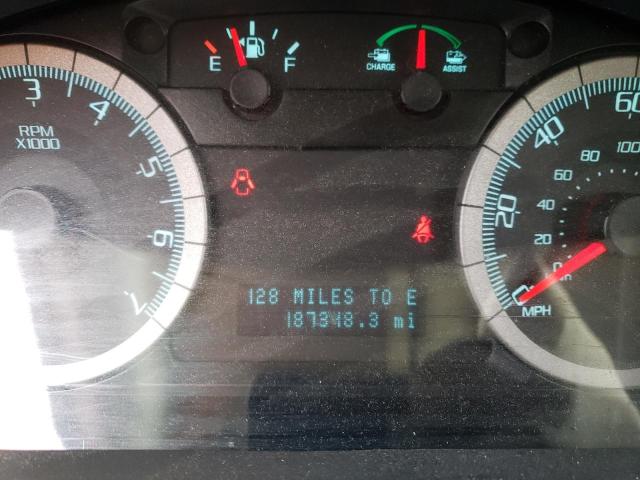 E F
CHARGE ASSIST
3
4
5
6
7
RPM
X1000
0
20
40
60
20
40
60
80
100
MPH
128 MILES TO E
187348.3 mi